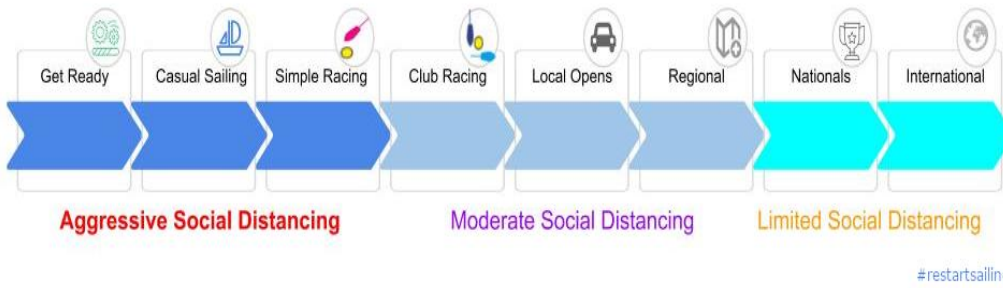 Get Ready Casual Sailing Simple Racing Club Racing Local Opens Regional Nationals International
Aggressive Social Distancing Moderate Social Distancing Limited Social Distancing
#restartsailin